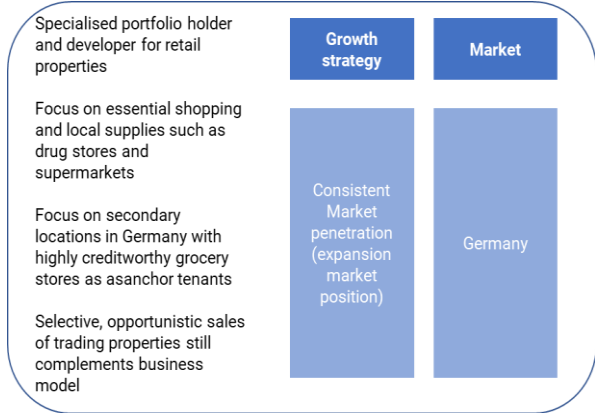 Specialised portfolio holder
and developer for retail
properties
Focus on essential shopping
and local supplies such as
drug stores and
supermarkets
Focus on secondary
locations in Germany with
highly creditworthy grocery
stores as asanchor tenants
Selective, opportunistic sales
of trading properties still
complements business
model
Growth
strategy
Market
Consistent
Market
penetration
(expansion
market
position)
Germany